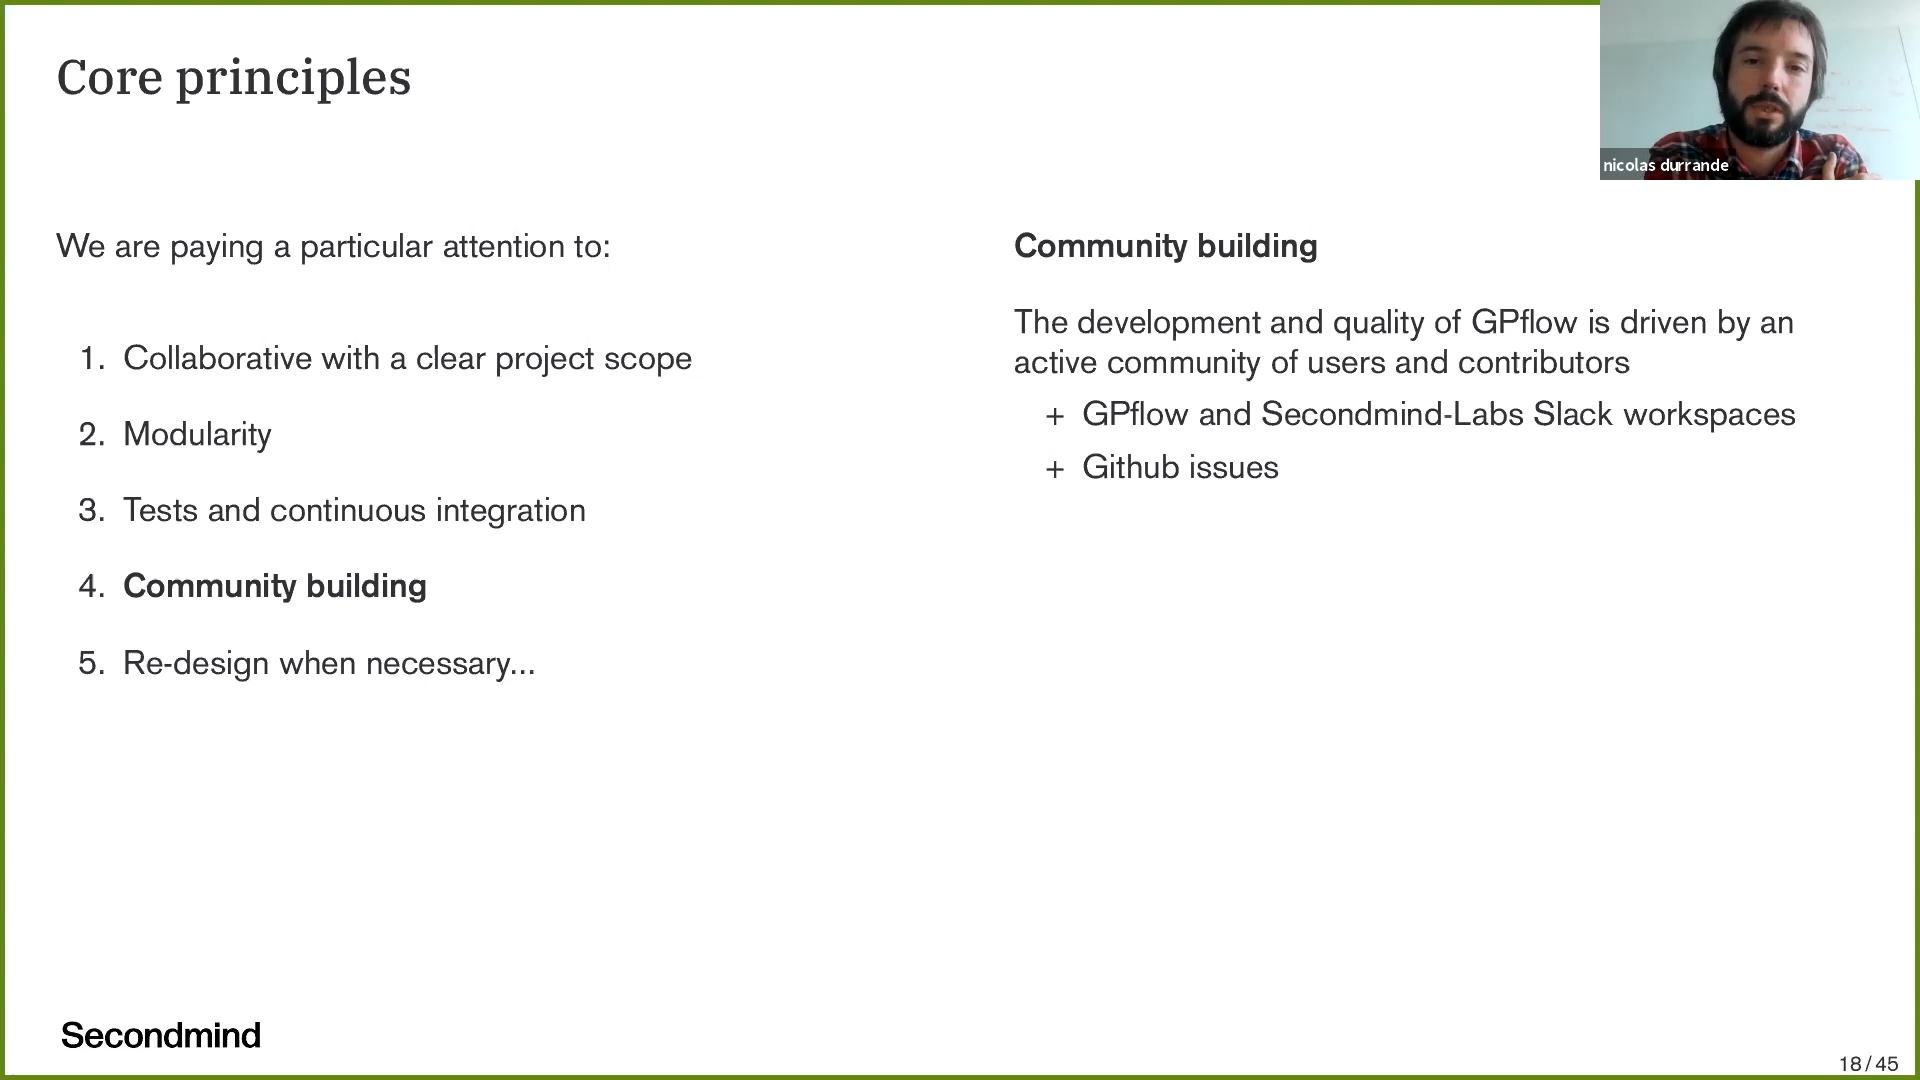 Core principles
nicolas durrande
We are paying a particular attention to:
1. Collaborative with a clear project scope
2. Modularity
3. Tests and continuous integration
4. Community building
5. Re-design when necessary...
Community building
The development and quality of GPflow is driven by an
active community of users and contributors
+ GPflow and Secondmind-Labs Slack workspaces
+ Github issues
Secondmind
18 / 45